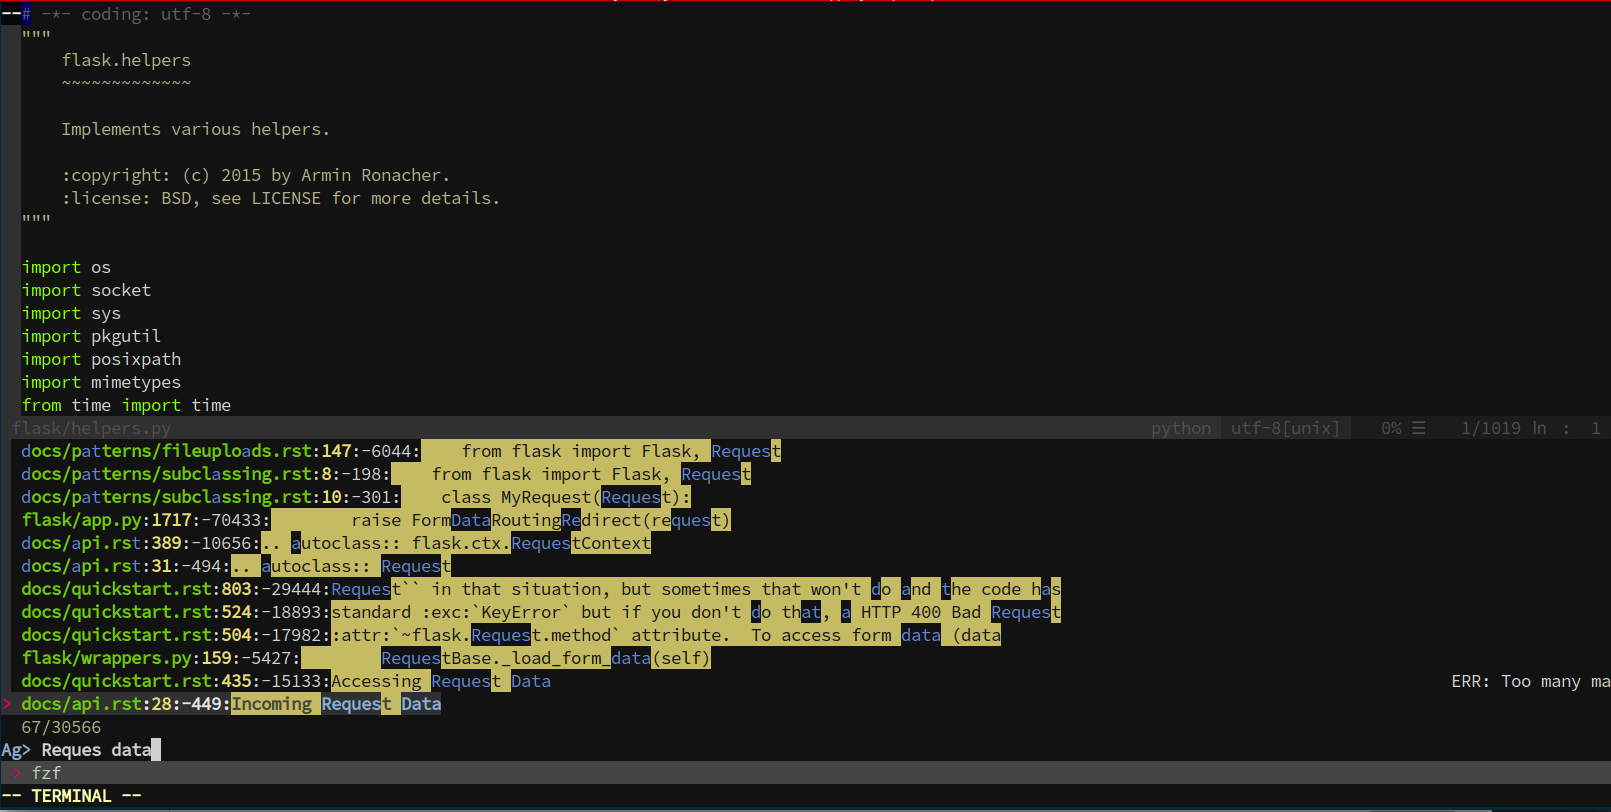 --# -*- coding: utf-8 -*-
"""
flask.helpers
~~~~~~~~~~~~~
Implements various helpers.
:copyright: (c) 2015 by Armin Ronacher.
:license: BSD, see LICENSE for more details.
"""
import os
import socket
import sys
import pkgutil
import posixpath
import mimetypes
from time import time
flask/helpers.py python utf-8[unix] 0% ☰ 1/1019 ln : 1
docs/patterns/fileuploads.rst:147:-6044: from flask import Flask, Request
docs/patterns/subclassing.rst:8:-198: from flask import Flask, Request
docs/patterns/subclassing.rst:10:-301: class MyRequest(Request):
flask/app.py:1717:-70433: raise FormDataRoutingRedirect(request)
docs/api.rst:389:-10656:.. autoclass:: flask.ctx.RequestContext
docs/api.rst:31:-494:.. autoclass:: Request
docs/quickstart.rst:803:-29444:Request`` in that situation, but sometimes that won't do and the code has
docs/quickstart.rst:524:-18893:standard :exc:`KeyError` but if you don't do that, a HTTP 400 Bad Request
docs/quickstart.rst:504:-17982::attr:`~flask.Request.method` attribute.  To access form data (data
flask/wrappers.py:159:-5427: RequestBase._load_form_data(self)
docs/quickstart.rst:435:-15133:Accessing Request Data ERR: Too many ma
> docs/api.rst:28:-449:Incoming Request Data
67/30566
Ag> Reques data
> fzf
-- TERMINAL --